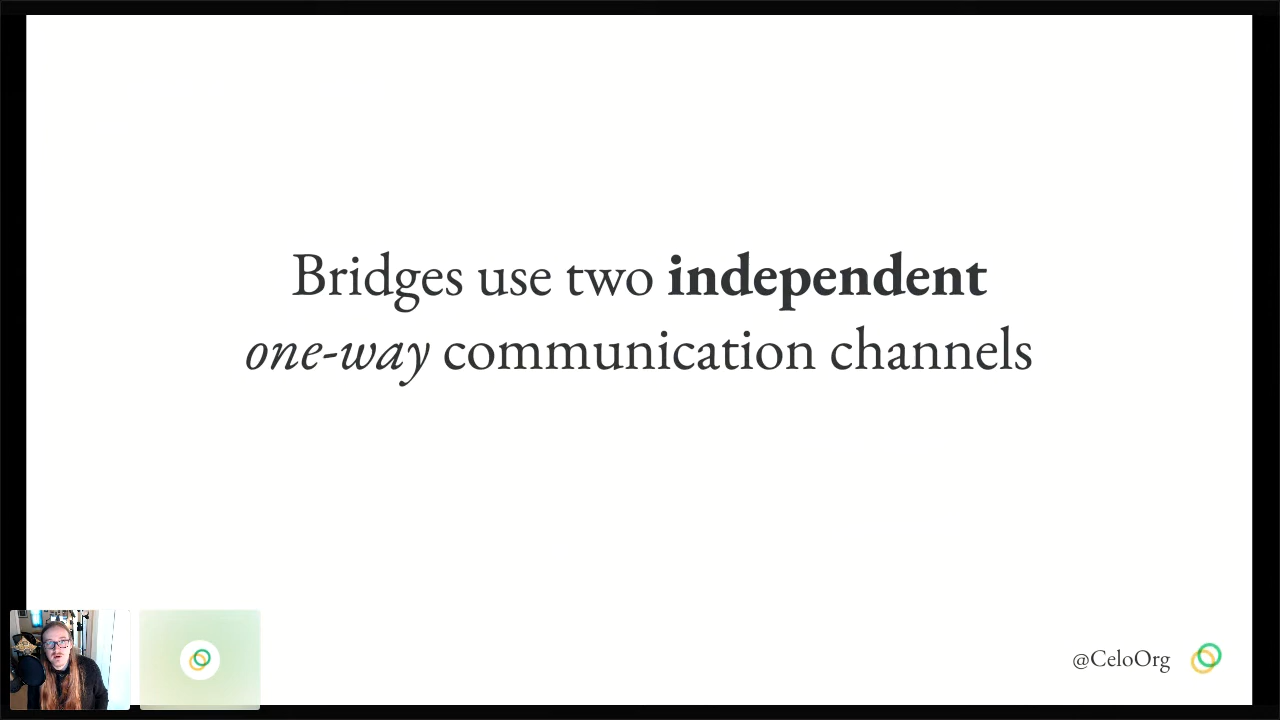 Bridges use two independent
one-way communication channels
@CeloOrg